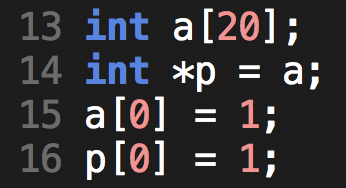 13 int a[20];
14 int *p = a;
15 a[0] = 1;
16 p[0] = 1;